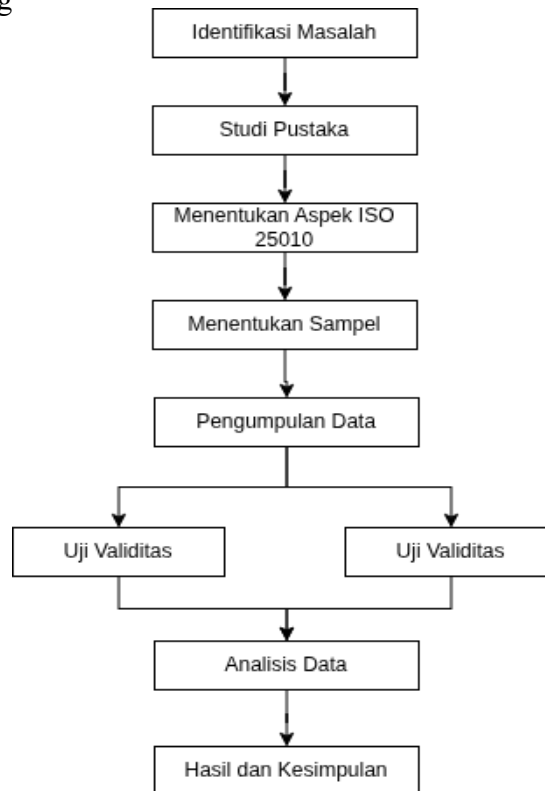 g
Identifikasi Masalah
Studi Pustaka
Menentukan Aspek ISO
25010
Menentukan Sampel
Pengumpulan Data
Uji Validitas
Uji Validitas
Analisis Data
Hasil dan Kesimpulan